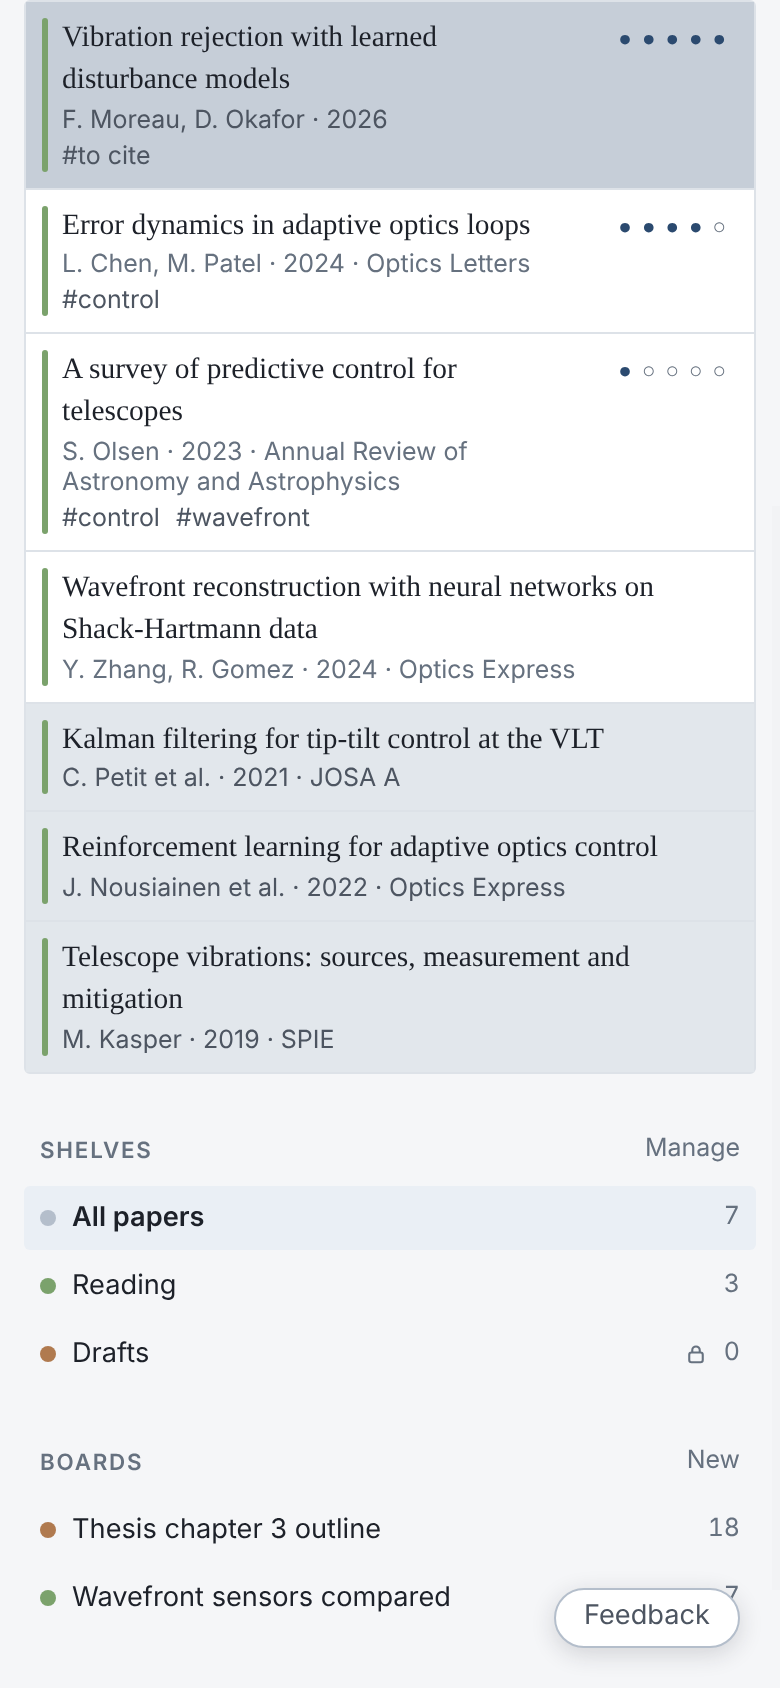 Vibration rejection with learned
disturbance models
F. Moreau, D. Okafor · 2026
#to cite
Error dynamics in adaptive optics loops
L. Chen, M. Patel · 2024 · Optics Letters
#control
A survey of predictive control for
telescopes
S. Olsen · 2023 · Annual Review of
Astronomy and Astrophysics
#control #wavefront
Wavefront reconstruction with neural networks on
Shack-Hartmann data
Y. Zhang, R. Gomez · 2024 · Optics Express
Kalman filtering for tip-tilt control at the VLT
C. Petit et al. · 2021 · JOSA A
Reinforcement learning for adaptive optics control
J. Nousiainen et al. · 2022 · Optics Express
Telescope vibrations: sources, measurement and
mitigation
M. Kasper · 2019 · SPIE
SHELVES Manage
All papers 7
Reading 3
Drafts 0
BOARDS New
Thesis chapter 3 outline 18
Wavefront sensors compared 7
Feedback